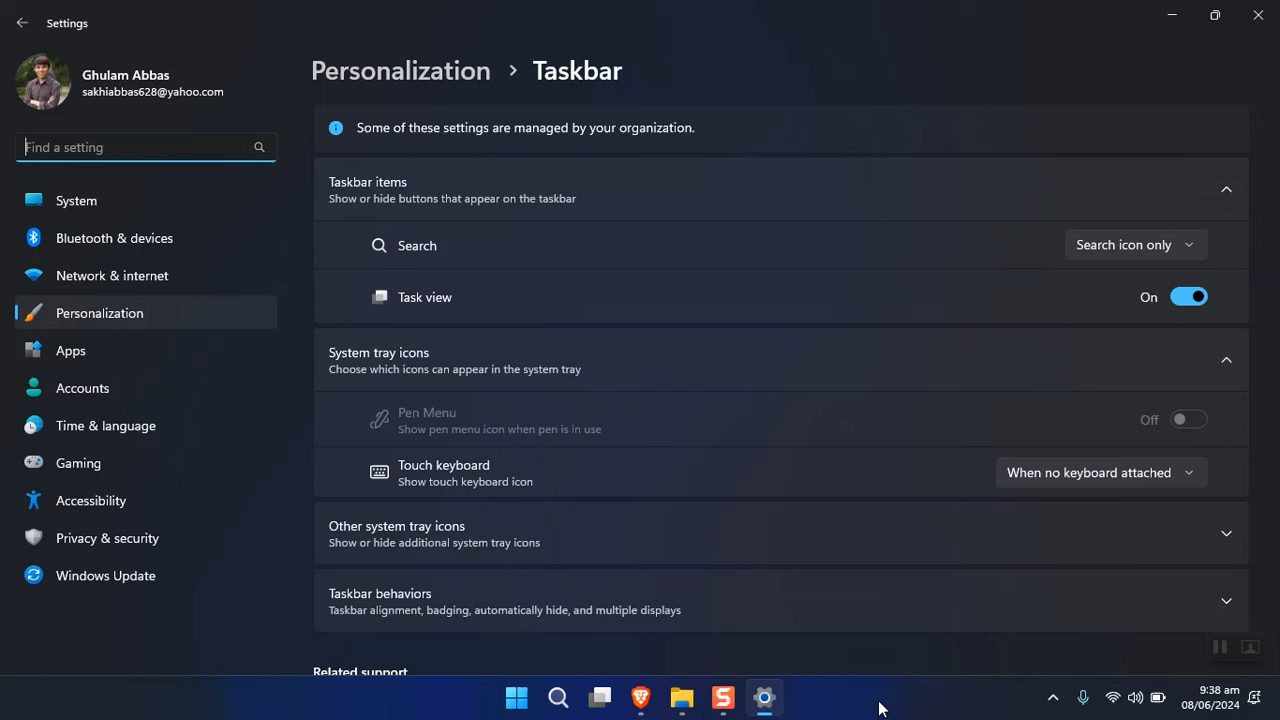 Settings
Ghulam Abbas
sakhiabbas628@yahoo.com
Find a setting
System
Bluetooth & devices
Network & internet
Personalization
Apps
Accounts
Time & language
Gaming
Accessibility
Privacy & security
Windows Update
Personalization > Taskbar
Some of these settings are managed by your organization.
Taskbar items
Show or hide buttons that appear on the taskbar
Search
Search icon only
Task view
On
System tray icons
Choose which icons can appear in the system tray
Pen Menu
Show pen menu icon when pen is in use
Off
Touch keyboard
Show touch keyboard icon
When no keyboard attached
Other system tray icons
Show or hide additional system tray icons
Taskbar behaviors
Taskbar alignment, badging, automatically hide, and multiple displays
Related support
S
9:38 am
08/06/2024